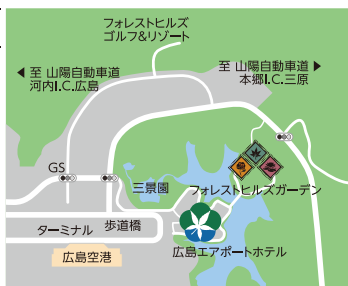 フォレストヒルズ
ゴルフ&リゾート
◀ 至 山陽自動車道
河内I.C.広島
至 山陽自動車道 ▶
本郷I.C.三原
GS
三景園
フォレストヒルズガーデン
ターミナル
歩道橋
広島エアポートホテル
広島空港